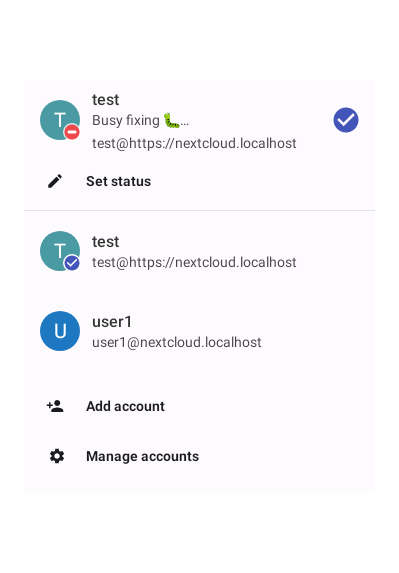 T
test
Busy fixing 🐛…
test@https://nextcloud.localhost
Set status
T
test
test@https://nextcloud.localhost
U
user1
user1@nextcloud.localhost
Add account
Manage accounts